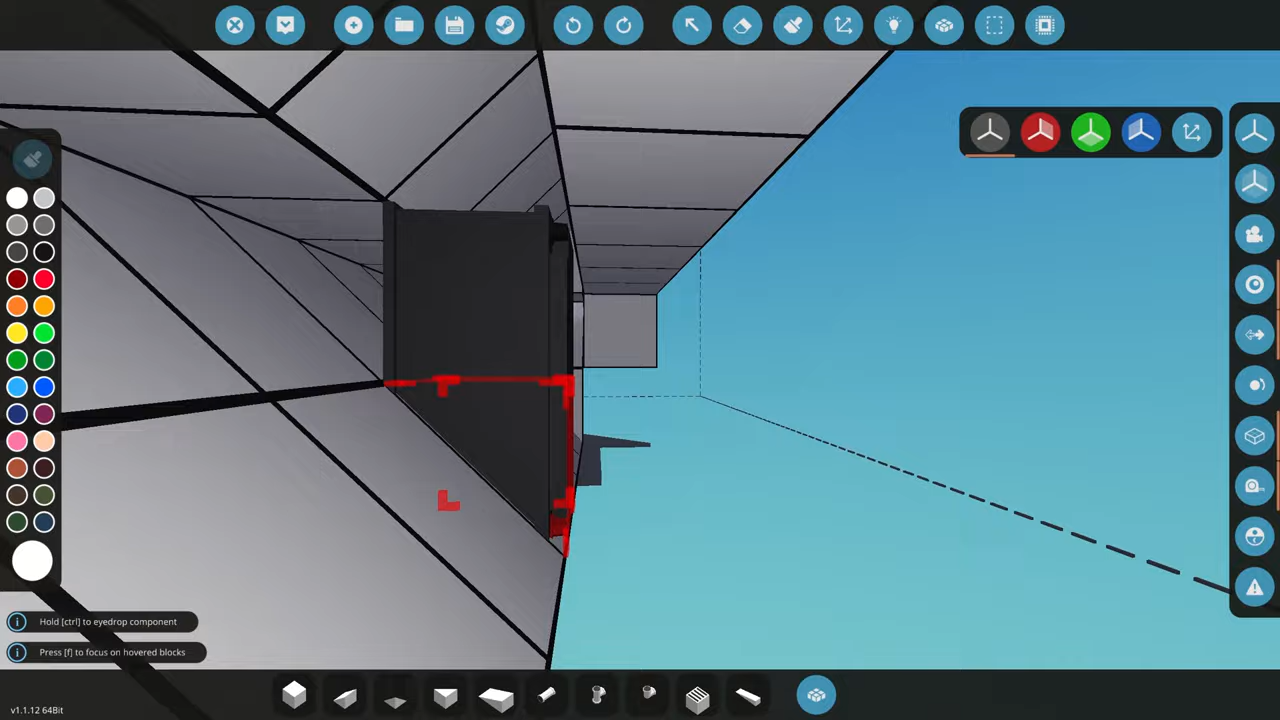 Hold [ctrl] to eyedrop component
Press [f] to focus on hovered blocks
v1.1.12 64Bit